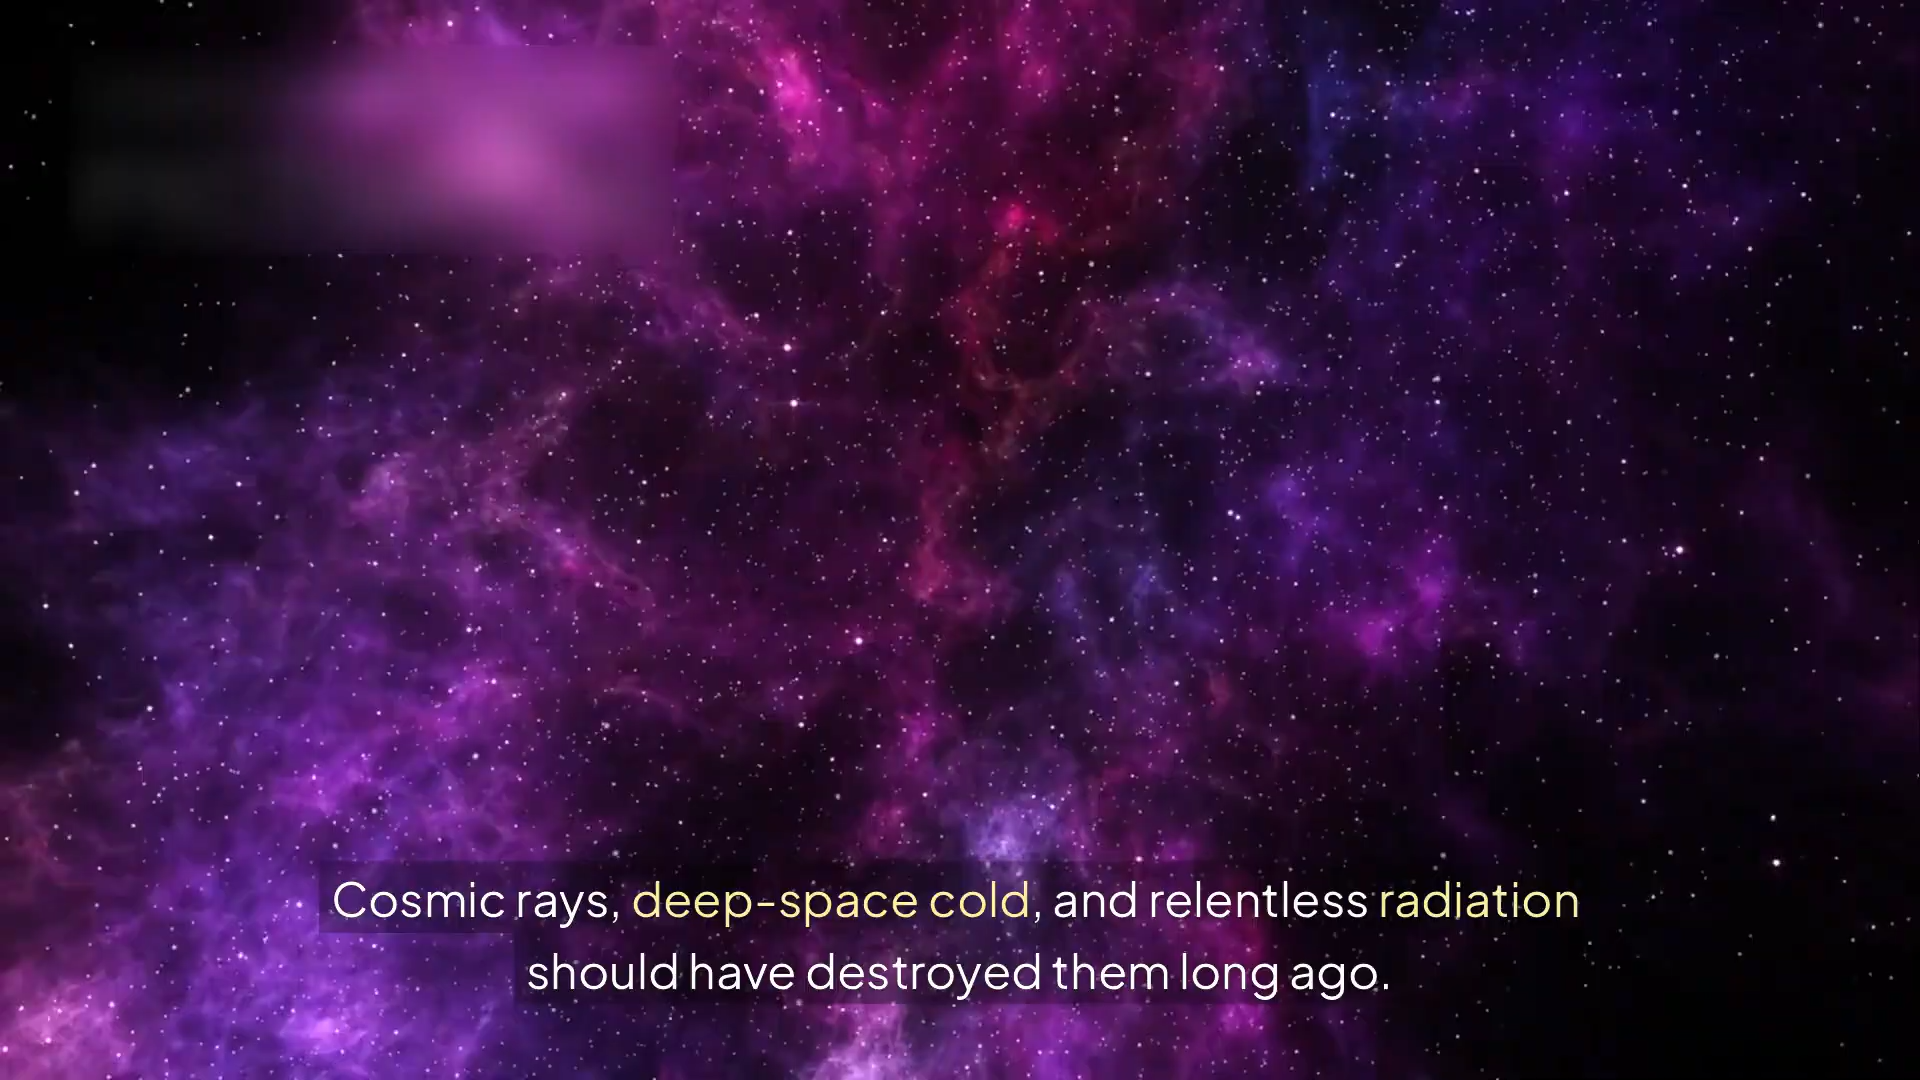 Cosmic rays, deep-space cold, and relentless radiation
should have destroyed them long ago.